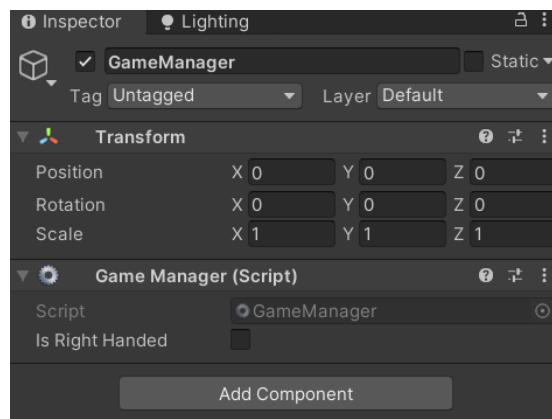 Inspector Lighting
GameManager Static
Tag Untagged Layer Default
Transform
Position X 0 Y 0 Z 0
Rotation X 0 Y 0 Z 0
Scale X 1 Y 1 Z 1
Game Manager (Script)
Script GameManager
Is Right Handed
Add Component